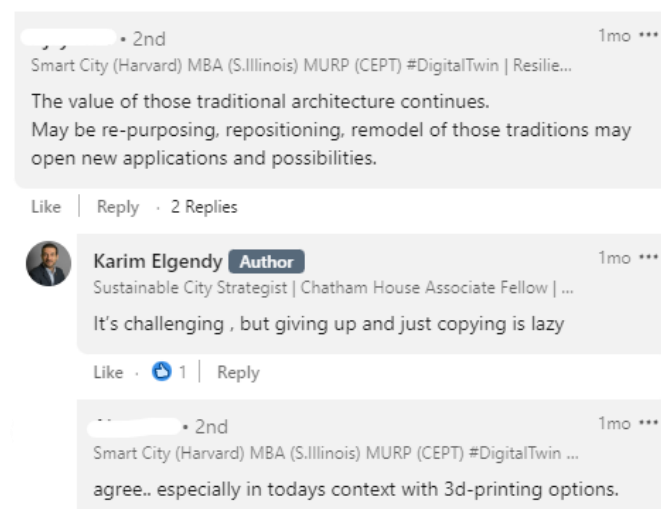 • 2nd
1mo •••
Smart City (Harvard) MBA (S.Illinois) MURP (CEPT) #DigitalTwin | Resilie...
The value of those traditional architecture continues.
May be re-purposing, repositioning, remodel of those traditions may
open new applications and possibilities.
Like | Reply · 2 Replies
Karim Elgendy Author
1mo •••
Sustainable City Strategist | Chatham House Associate Fellow | ...
It's challenging , but giving up and just copying is lazy
Like · 1 | Reply
• 2nd
1mo •••
Smart City (Harvard) MBA (S.Illinois) MURP (CEPT) #DigitalTwin ...
agree.. especially in todays context with 3d-printing options.